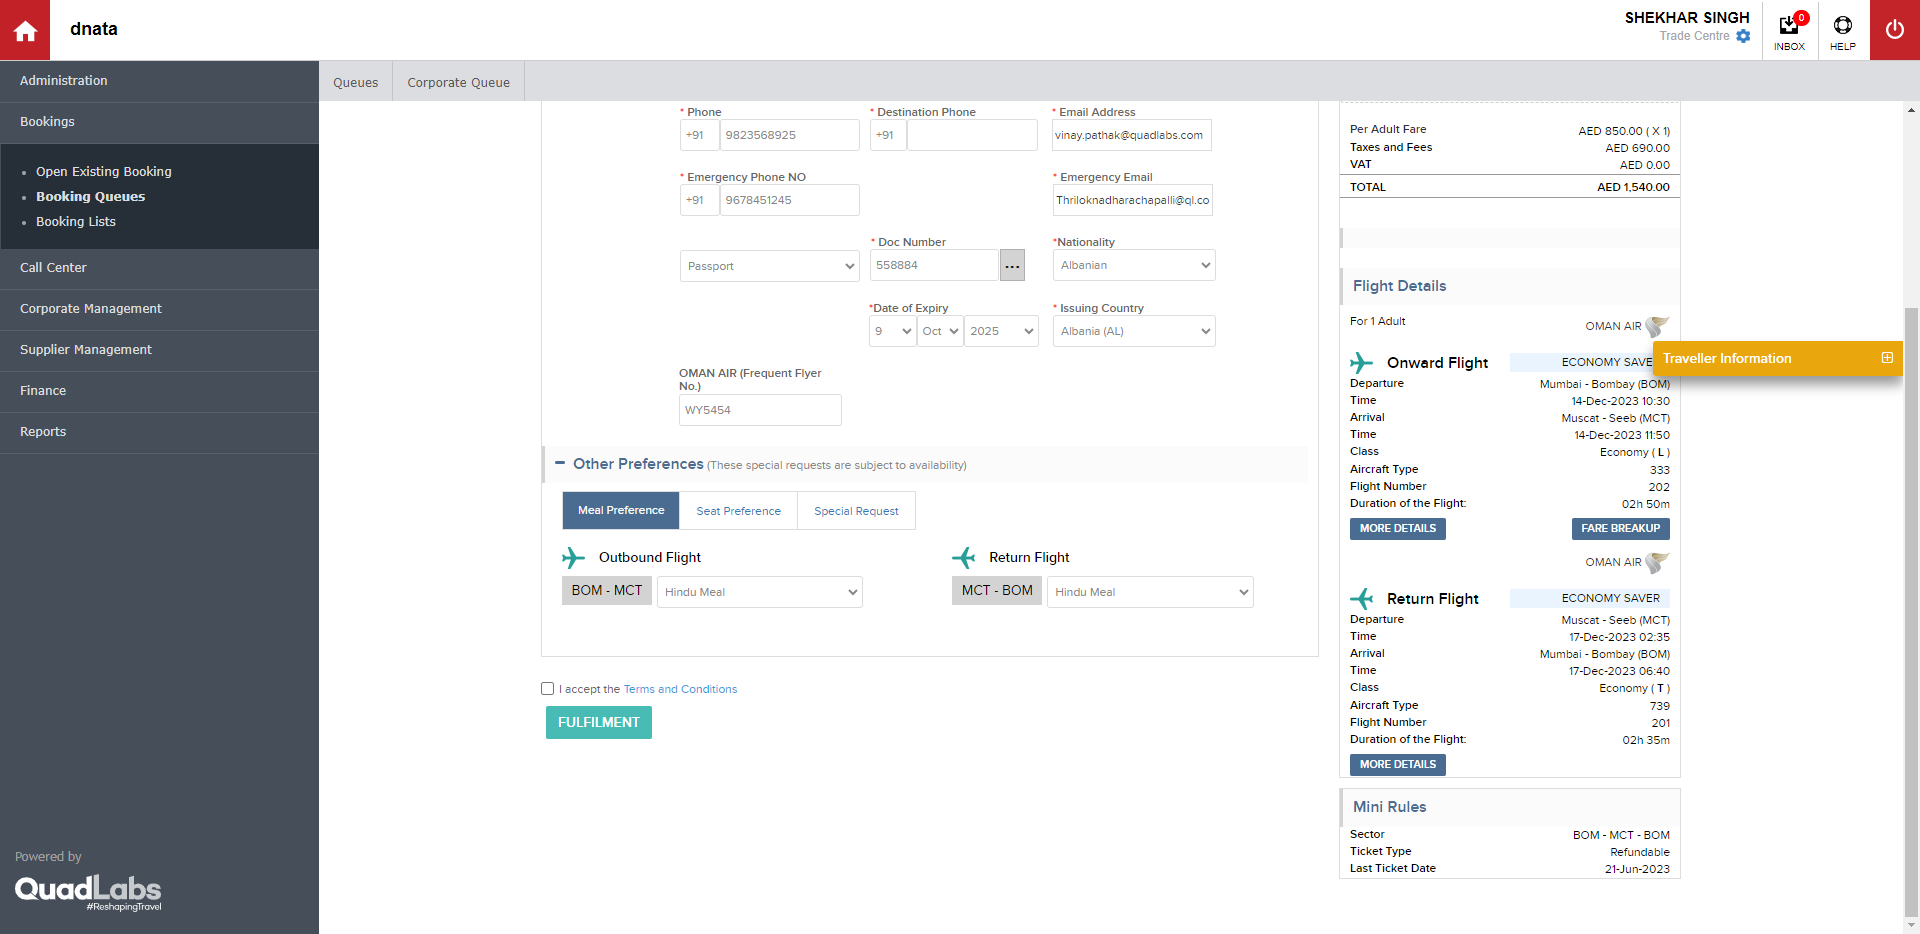 dnata
SHEKHAR SINGH
Trade Centre
0
INBOX
HELP
Administration
Bookings
Open Existing Booking
Booking Queues
Booking Lists
Call Center
Corporate Management
Supplier Management
Finance
Reports
Powered by
QuadLabs
#ReshapingTravel
Queues
Corporate Queue
* Phone
* Destination Phone
* Email Address
+91 9823568925
+91
vinay.pathak@quadlabs.com
* Emergency Phone NO
* Emergency Email
+91 9678451245
Thriloknadharachapalli@ql.co
* Doc Number
*Nationality
Passport
558884
...
Albanian
*Date of Expiry
* Issuing Country
9 Oct 2025
Albania (AL)
OMAN AIR (Frequent Flyer
No.)
WY5454
Other Preferences (These special requests are subject to availability)
Meal Preference
Seat Preference
Special Request
Outbound Flight
Return Flight
BOM - MCT
Hindu Meal
MCT - BOM
Hindu Meal
I accept the Terms and Conditions
FULFILMENT
Per Adult Fare AED 850.00 ( X 1)
Taxes and Fees AED 690.00
VAT AED 0.00
TOTAL AED 1,540.00
Flight Details
For 1 Adult
OMAN AIR
Onward Flight ECONOMY SAVE
Traveller Information
Departure Mumbai - Bombay (BOM)
Time 14-Dec-2023 10:30
Arrival Muscat - Seeb (MCT)
Time 14-Dec-2023 11:50
Class Economy ( L )
Aircraft Type 333
Flight Number 202
Duration of the Flight: 02h 50m
MORE DETAILS
FARE BREAKUP
OMAN AIR
Return Flight ECONOMY SAVER
Departure Muscat - Seeb (MCT)
Time 17-Dec-2023 02:35
Arrival Mumbai - Bombay (BOM)
Time 17-Dec-2023 06:40
Class Economy ( T )
Aircraft Type 739
Flight Number 201
Duration of the Flight: 02h 35m
MORE DETAILS
Mini Rules
Sector BOM - MCT - BOM
Ticket Type Refundable
Last Ticket Date 21-Jun-2023